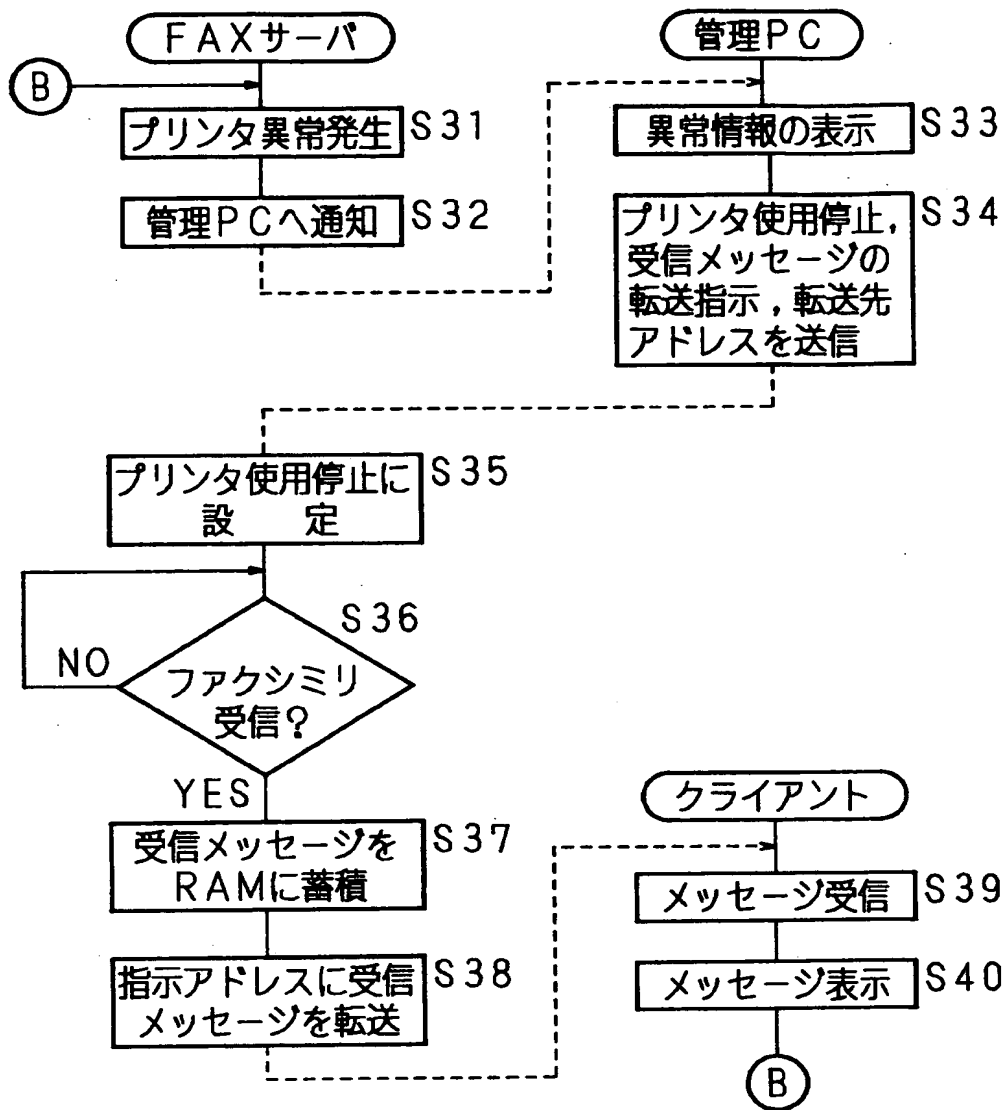 FAXサーバ
B
プリンタ異常発生
S31
管理PCへ通知
S32
管理PC
異常情報の表示
S33
プリンタ使用停止,
受信メッセージの
転送指示,転送先
アドレスを送信
S34
プリンタ使用停止に
設 定
S35
ファクシミリ
受信?
S36
NO
YES
受信メッセージを
RAMに蓄積
S37
指示アドレスに受信
メッセージを転送
S38
クライアント
メッセージ受信
S39
メッセージ表示
S40
B